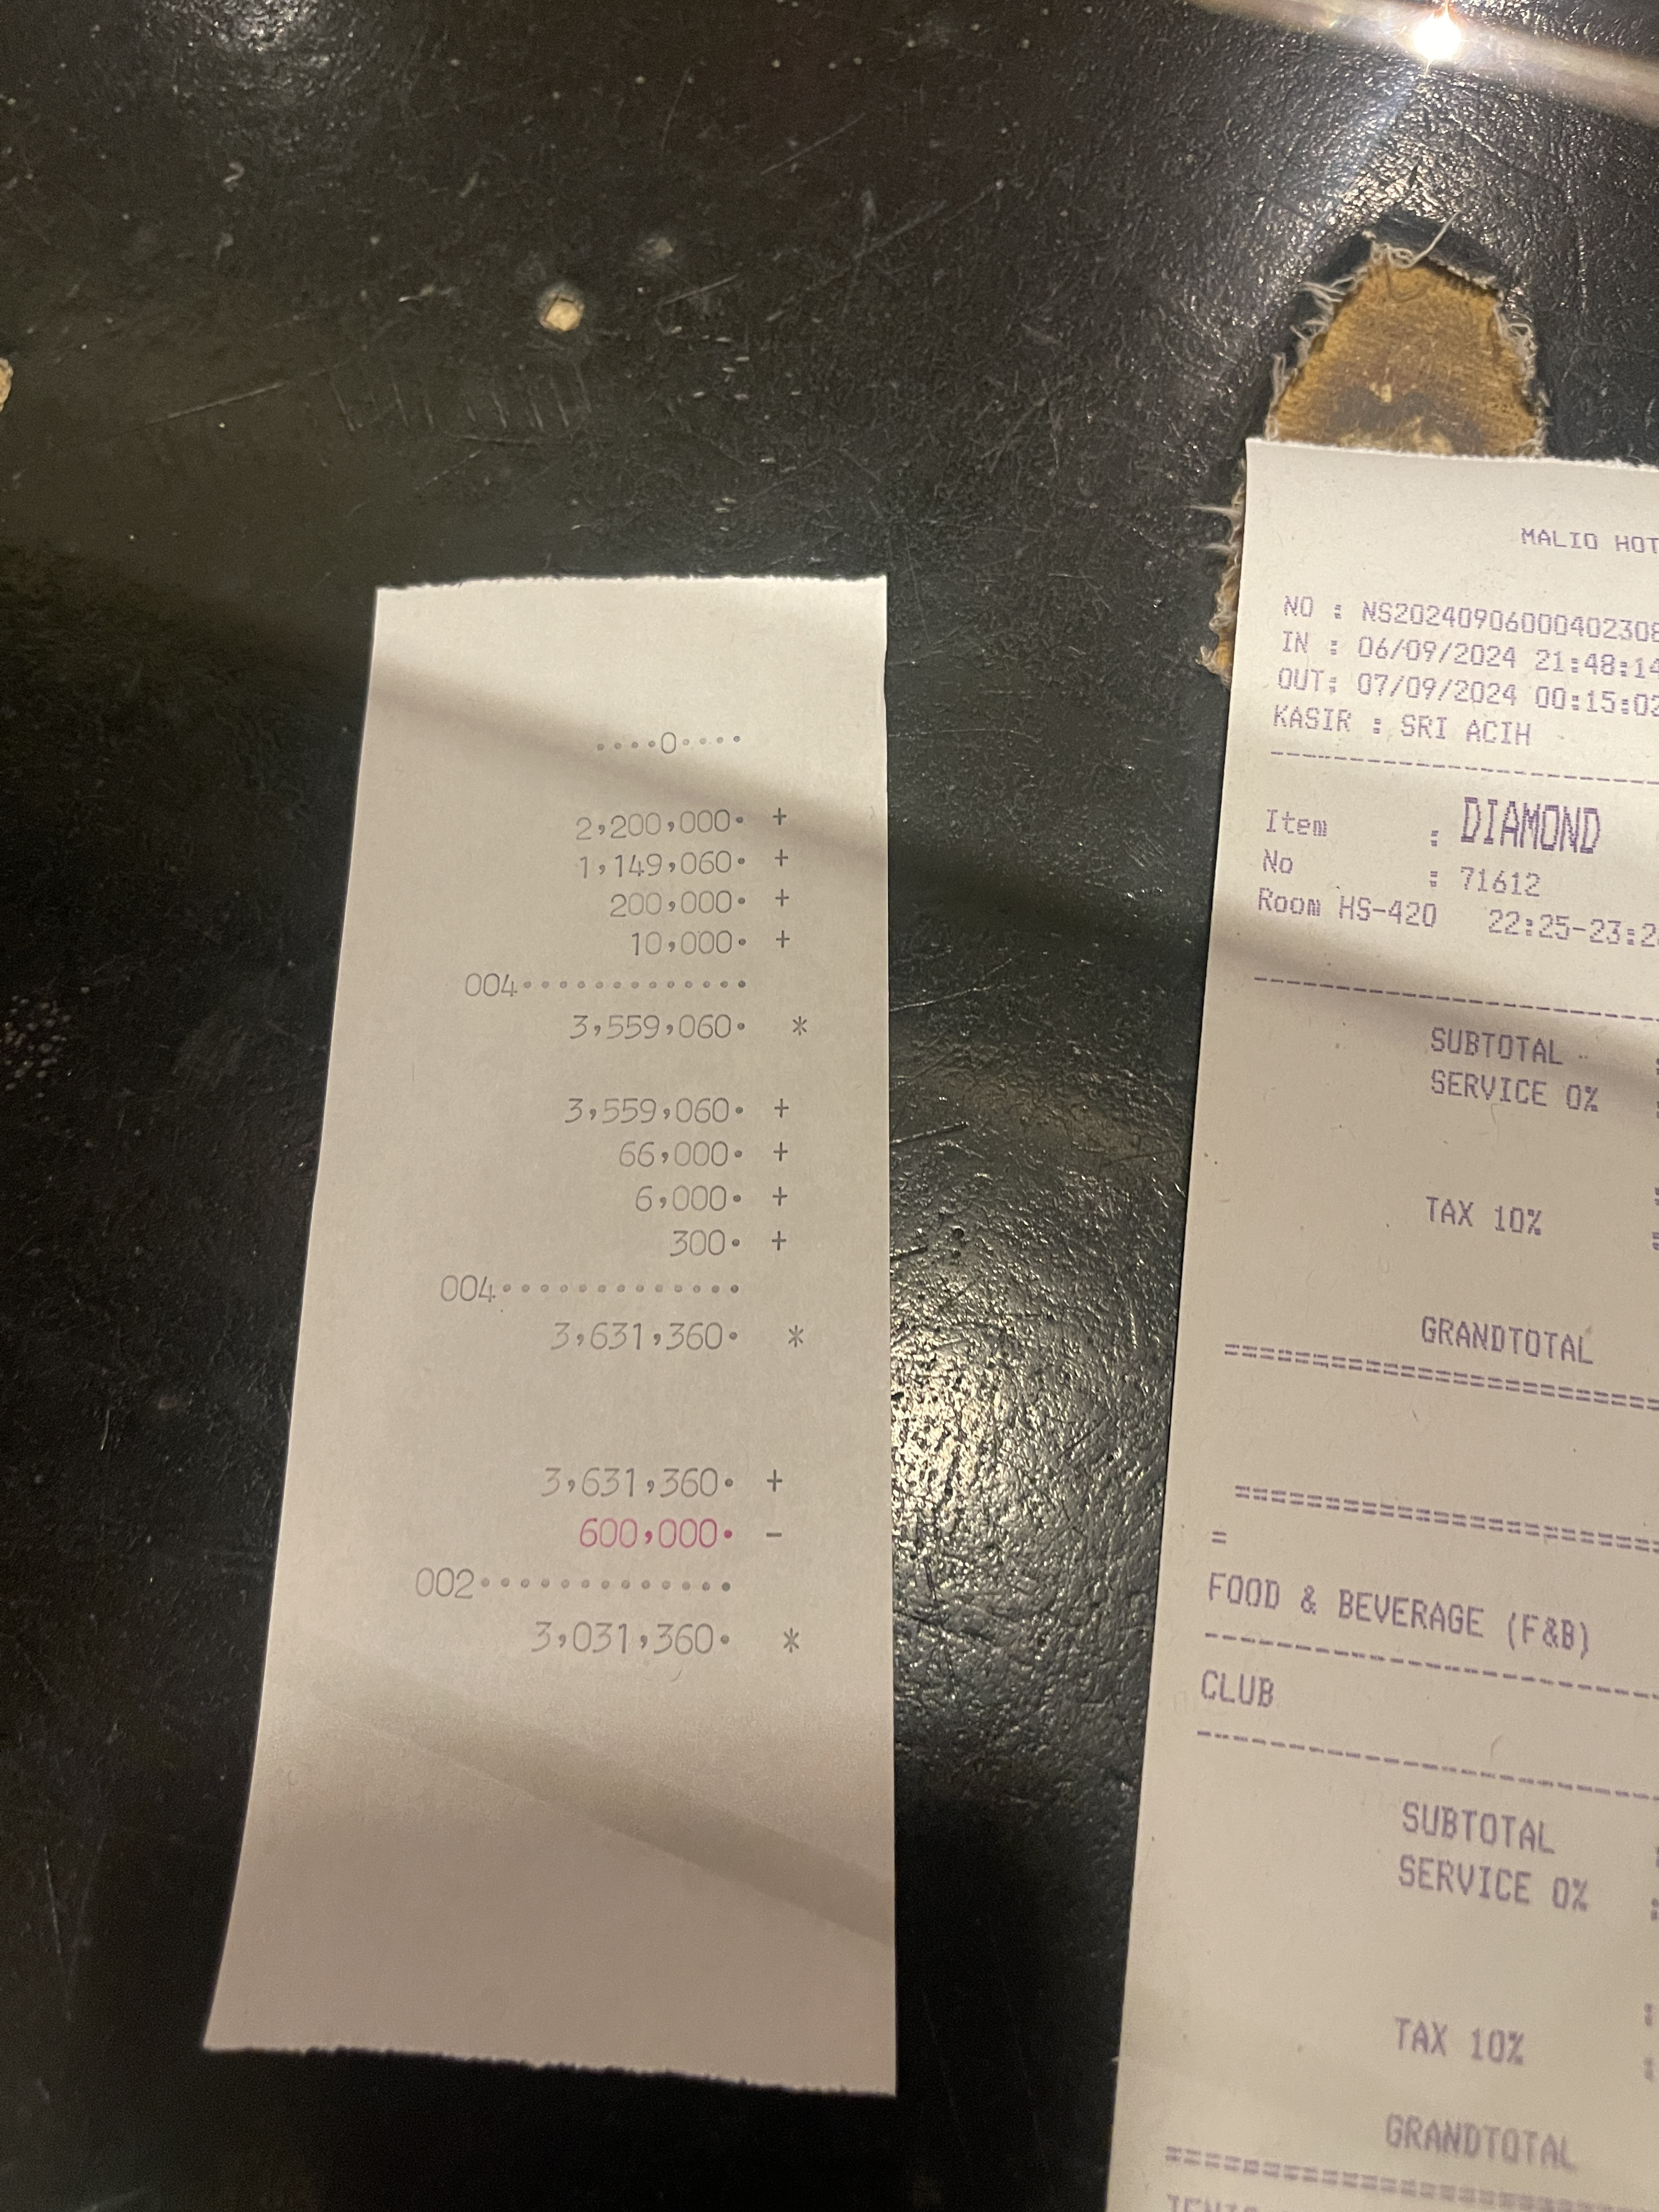 ····0····
2,200,000. +
1,149,060. +
200,000. +
10,000. +
004·············
3,559,060. *
3,559,060. +
66,000. +
6,000. +
300. +
004·············
3,631,360. *
3,631,360. +
600,000. -
002·············
3,031,360. *
MALIO HOT
NO : NS2024090600040230
IN : 06/09/2024 21:48:14
OUT: 07/09/2024 00:15:02
KASIR : SRI ACIH
--------------------------
Item : DIAMOND
No : 71612
Room HS-420 22:25-23:2
--------------------------
SUBTOTAL :
SERVICE 0% :
TAX 10%
GRANDTOTAL
==========================
==========================
=
FOOD & BEVERAGE (F&B)
--------------------------
CLUB
--------------------------
SUBTOTAL :
SERVICE 0% :
TAX 10% :
GRANDTOTAL
==========================